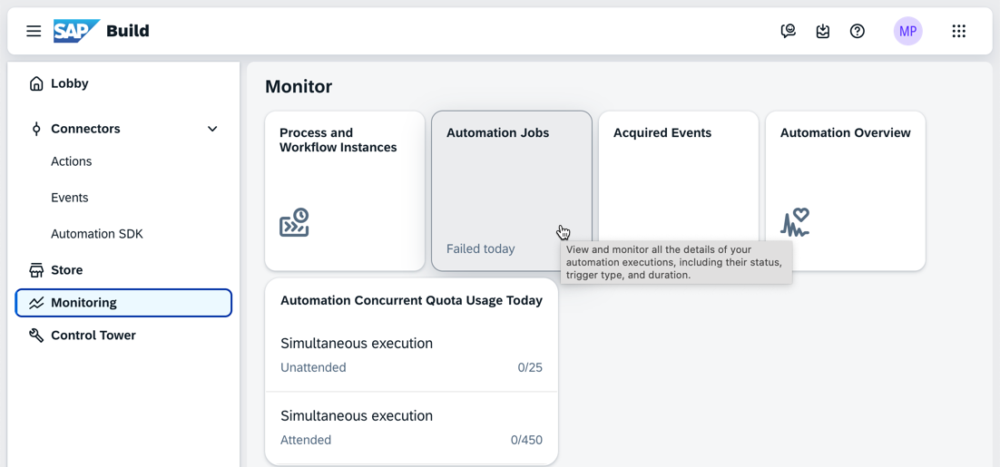 SAP Build
MP
Lobby
Connectors
Actions
Events
Automation SDK
Store
Monitoring
Control Tower
Monitor
Process and
Workflow Instances
Automation Jobs
Failed today
Acquired Events
Automation Overview
View and monitor all the details of your
automation executions, including their status,
trigger type, and duration.
Automation Concurrent Quota Usage Today
Simultaneous execution
Unattended 0/25
Simultaneous execution
Attended 0/450